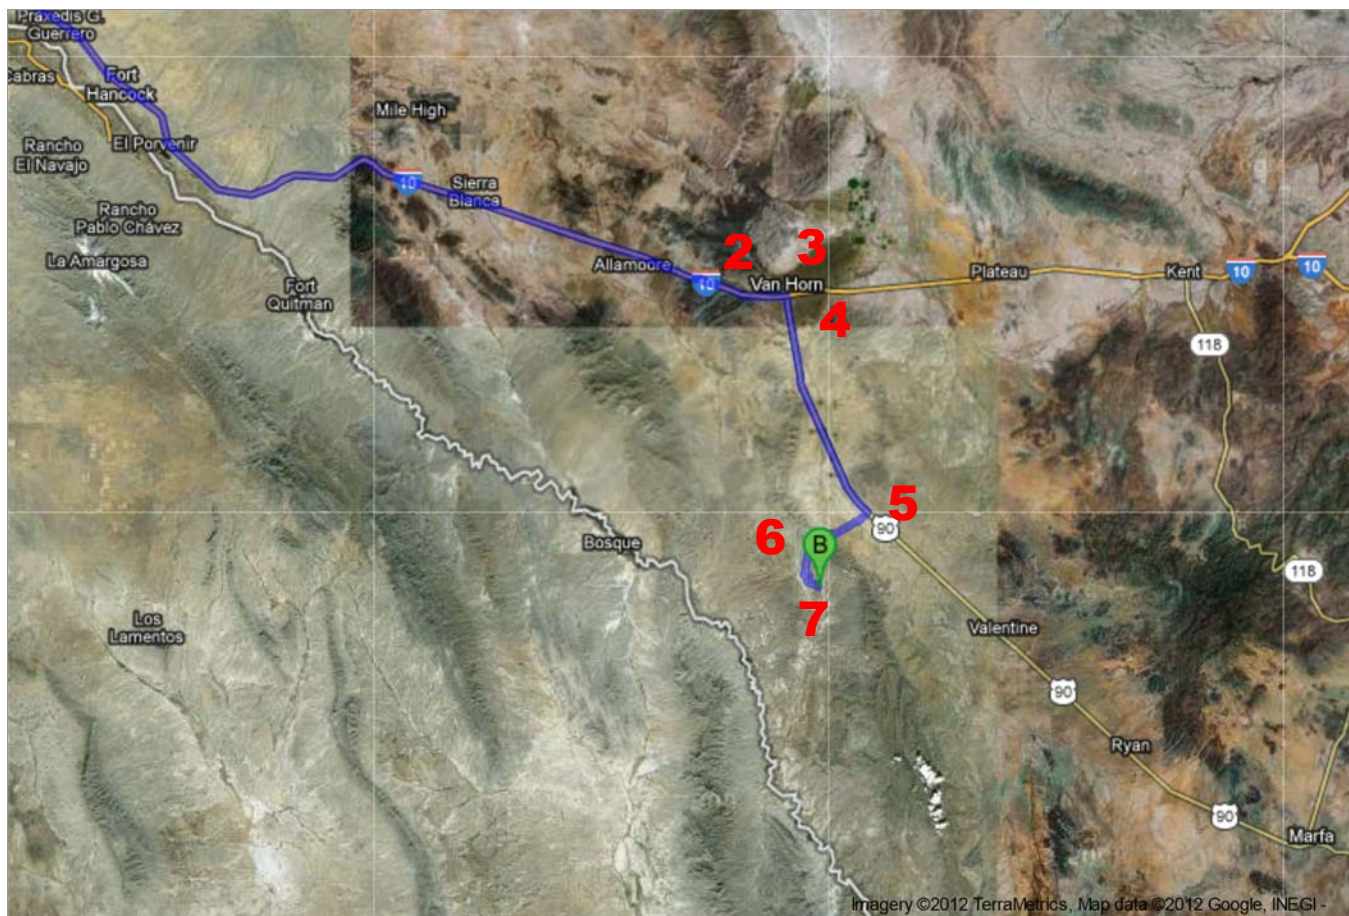 Praxedis G.
Guerrero
Cabras
Fort
Hancock
Mile High
El Porvenir
Rancho
El Navajo
10
Sierra
Blanca
Rancho
Pablo Chávez
La Amargosa
2
3
Allamoore
Plateau
Kent
10
10
10
Van Horn
Fort
Quitman
4
118
5
90
6
B
Bosque
118
7
Los
Lamentos
Valentine
90
Ryan
90
Marfa
Imagery ©2012 TerraMetrics, Map data ©2012 Google, INEGI -